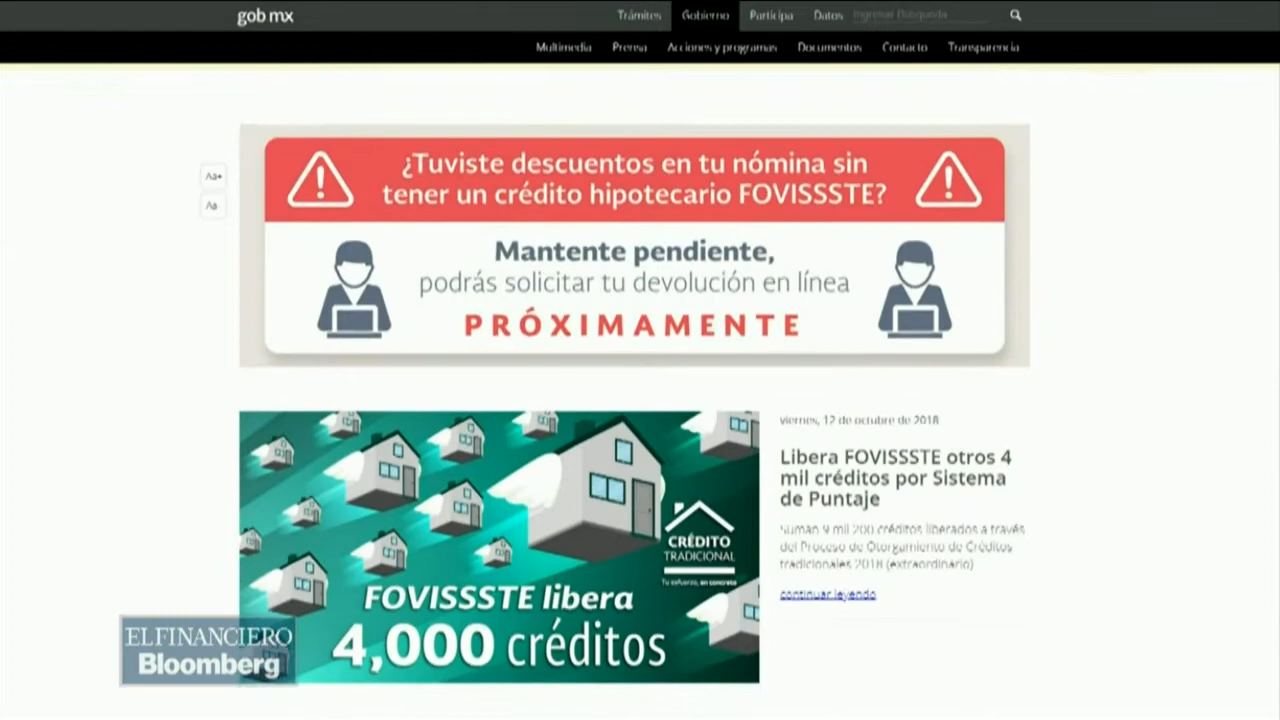 gob mx
Trámites Gobierno Participa Datos Ingresar Búsqueda
Multimedia Prensa Acciones y programas Documentos Contacto Transparencia
Aa+
Aa
¿Tuviste descuentos en tu nómina sin
tener un crédito hipotecario FOVISSSTE?
Mantente pendiente,
podrás solicitar tu devolución en línea
PRÓXIMAMENTE
viernes, 12 de octubre de 2018
Libera FOVISSSTE otros 4
mil créditos por Sistema
de Puntaje
Suman 9 mil 200 créditos liberados a través
del Proceso de Otorgamiento de Créditos
tradicionales 2018 (extraordinario)
continuar leyendo
CRÉDITO
TRADICIONAL
Tu esfuerzo, en concreto
FOVISSSTE libera
4,000 créditos
EL FINANCIERO
Bloomberg